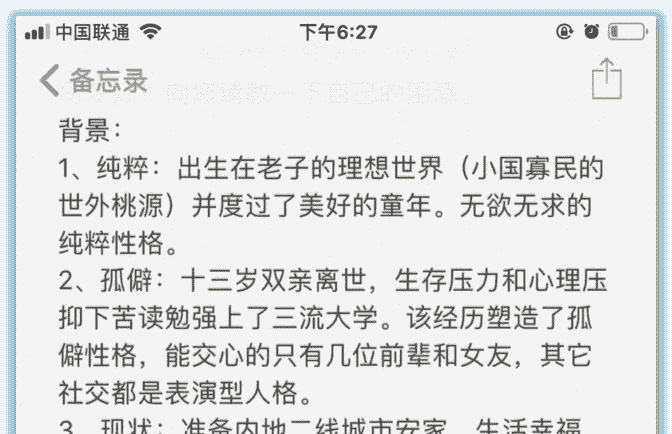 中国联通
下午6:27
备忘录
背景：
1、纯粹：出生在老子的理想世界（小国寡民的
世外桃源）并度过了美好的童年。无欲无求的
纯粹性格。
2、孤僻：十三岁双亲离世，生存压力和心理压
抑下苦读勉强上了三流大学。该经历塑造了孤
僻性格，能交心的只有几位前辈和女友，其它
社交都是表演型人格。
3、现状：准备内地二线城市安家，生活幸福